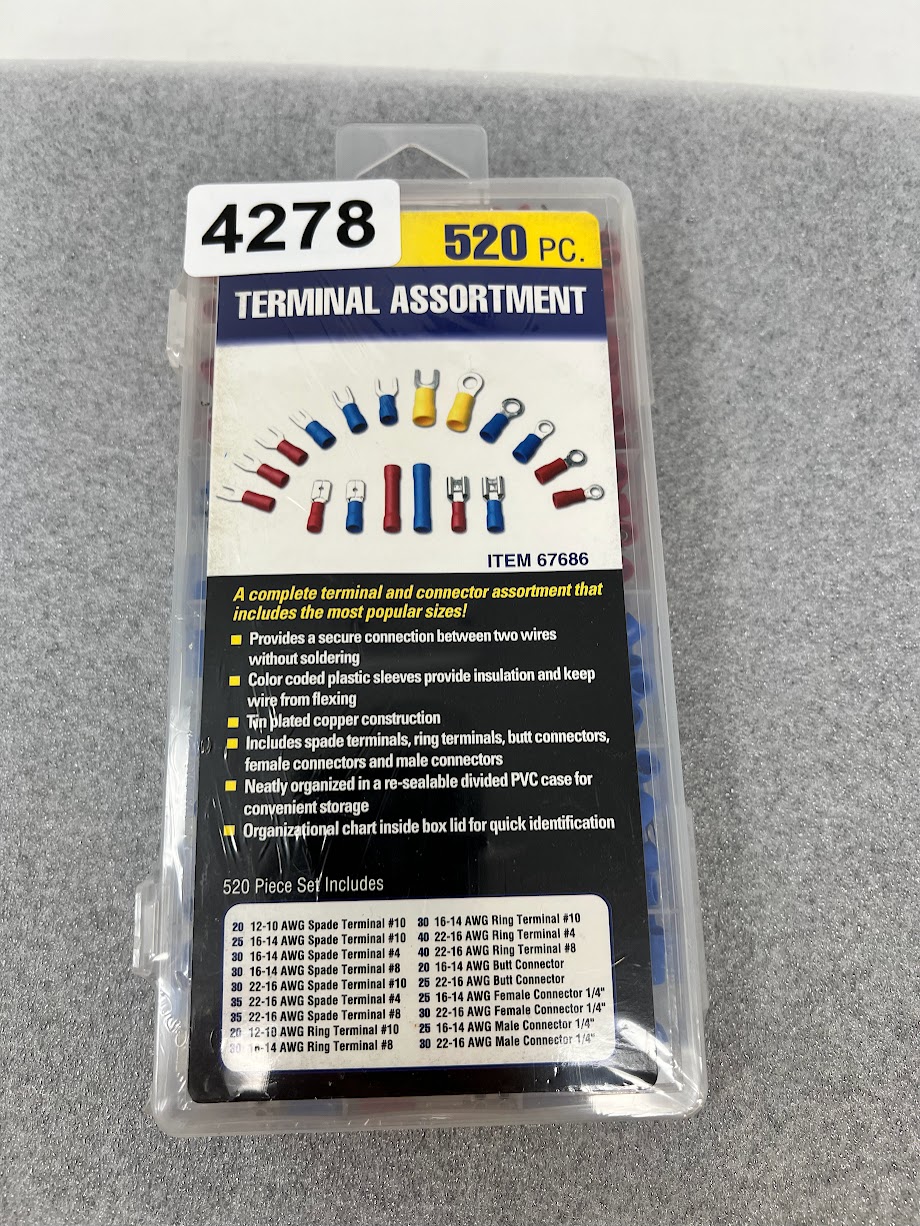 4278
520 PC.
TERMINAL ASSORTMENT
ITEM 67686
A complete terminal and connector assortment that
includes the most popular sizes!
Provides a secure connection between two wires
without soldering
Color coded plastic sleeves provide insulation and keep
wire from flexing
Tin plated copper construction
Includes spade terminals, ring terminals, butt connectors,
female connectors and male connectors
Neatly organized in a re-sealable divided PVC case for
convenient storage
Organizational chart inside box lid for quick identification
520 Piece Set Includes
20 12-10 AWG Spade Terminal #10
25 16-14 AWG Spade Terminal #10
30 16-14 AWG Spade Terminal #4
30 16-14 AWG Spade Terminal #8
30 22-16 AWG Spade Terminal #10
35 22-16 AWG Spade Terminal #4
35 22-16 AWG Spade Terminal #8
20 12-10 AWG Ring Terminal #10
30 16-14 AWG Ring Terminal #8
30 16-14 AWG Ring Terminal #10
40 22-16 AWG Ring Terminal #4
40 22-16 AWG Ring Terminal #8
20 16-14 AWG Butt Connector
25 22-16 AWG Butt Connector
25 16-14 AWG Female Connector 1/4"
30 22-16 AWG Female Connector 1/4"
25 16-14 AWG Male Connector 1/4"
30 22-16 AWG Male Connector 1/4"